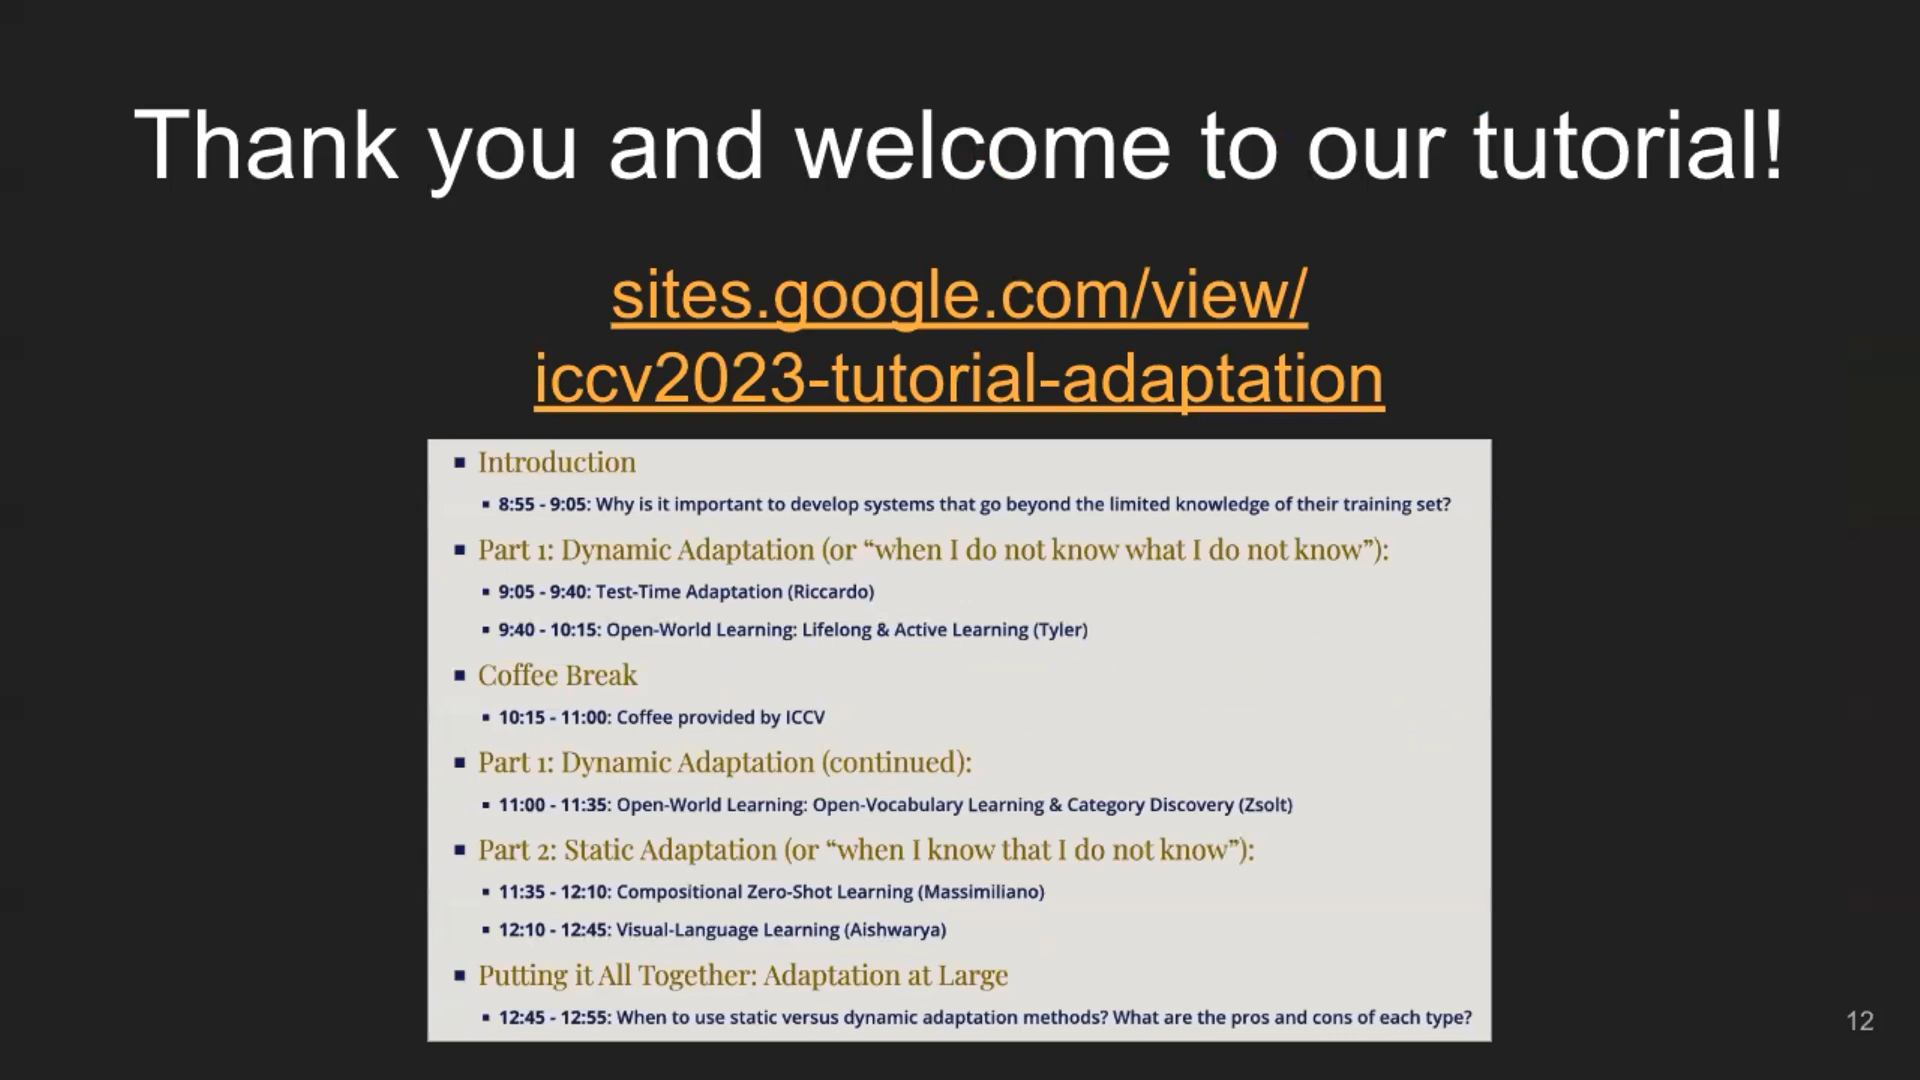 Thank you and welcome to our tutorial!
sites.google.com/view/
iccv2023-tutorial-adaptation
▪ Introduction
▪ 8:55 - 9:05: Why is it important to develop systems that go beyond the limited knowledge of their training set?
▪ Part 1: Dynamic Adaptation (or “when I do not know what I do not know”):
▪ 9:05 - 9:40: Test-Time Adaptation (Riccardo)
▪ 9:40 - 10:15: Open-World Learning: Lifelong & Active Learning (Tyler)
▪ Coffee Break
▪ 10:15 - 11:00: Coffee provided by ICCV
▪ Part 1: Dynamic Adaptation (continued):
▪ 11:00 - 11:35: Open-World Learning: Open-Vocabulary Learning & Category Discovery (Zsolt)
▪ Part 2: Static Adaptation (or “when I know that I do not know”):
▪ 11:35 - 12:10: Compositional Zero-Shot Learning (Massimiliano)
▪ 12:10 - 12:45: Visual-Language Learning (Aishwarya)
▪ Putting it All Together: Adaptation at Large
▪ 12:45 - 12:55: When to use static versus dynamic adaptation methods? What are the pros and cons of each type?
12